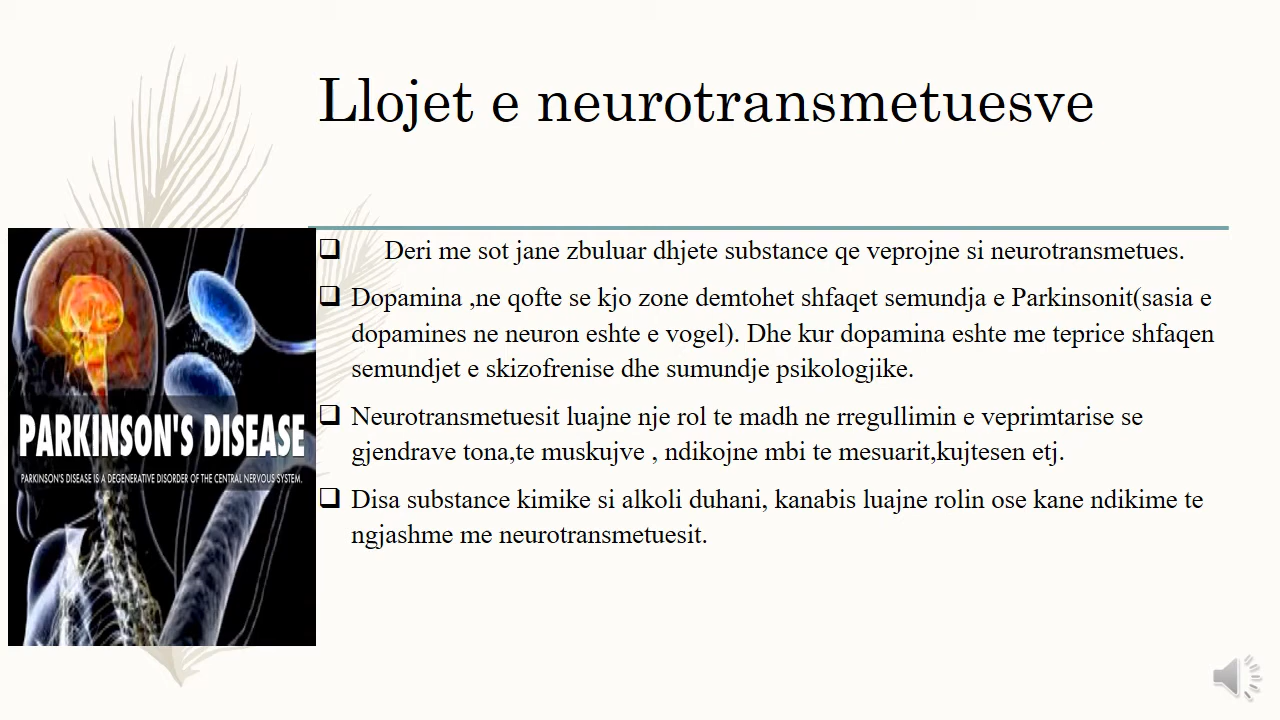 Llojet e neurotransmetuesve
Deri me sot jane zbuluar dhjete substance qe veprojne si neurotransmetues.
Dopamina ,ne qofte se kjo zone demtohet shfaqet semundja e Parkinsonit(sasia e
dopamines ne neuron eshte e vogel). Dhe kur dopamina eshte me teprice shfaqen
semundjet e skizofrenise dhe sumundje psikologjike.
Neurotransmetuesit luajne nje rol te madh ne rregullimin e veprimtarise se
gjendrave tona,te muskujve , ndikojne mbi te mesuarit,kujtesen etj.
Disa substance kimike si alkoli duhani, kanabis luajne rolin ose kane ndikime te
ngjashme me neurotransmetuesit.
PARKINSON'S DISEASE
PARKINSON'S DISEASE IS A DEGENERATIVE DISORDER OF THE CENTRAL NERVOUS SYSTEM.